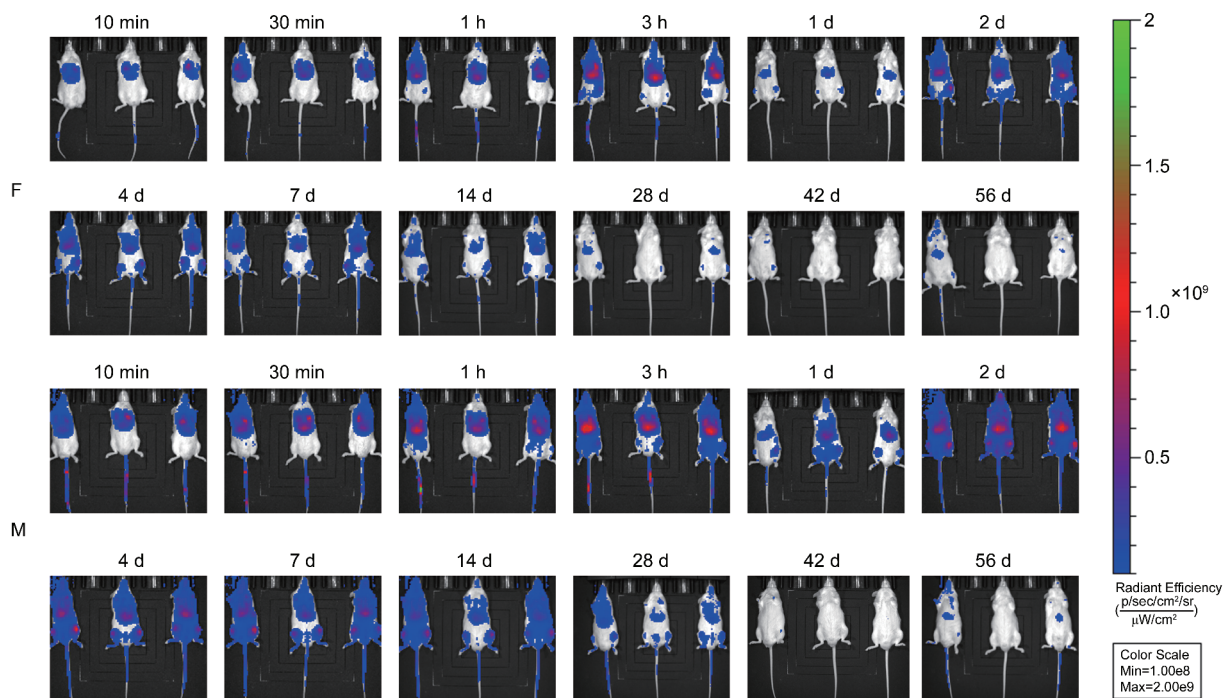 10 min 30 min 1 h 3 h 1 d 2 d
F
4 d 7 d 14 d 28 d 42 d 56 d
10 min 30 min 1 h 3 h 1 d 2 d
M
4 d 7 d 14 d 28 d 42 d 56 d
2
1.5
×10⁹
1.0
0.5
Radiant Efficiency
(p/sec/cm²/sr
μW/cm²)
Color Scale
Min=1.00e8
Max=2.00e9